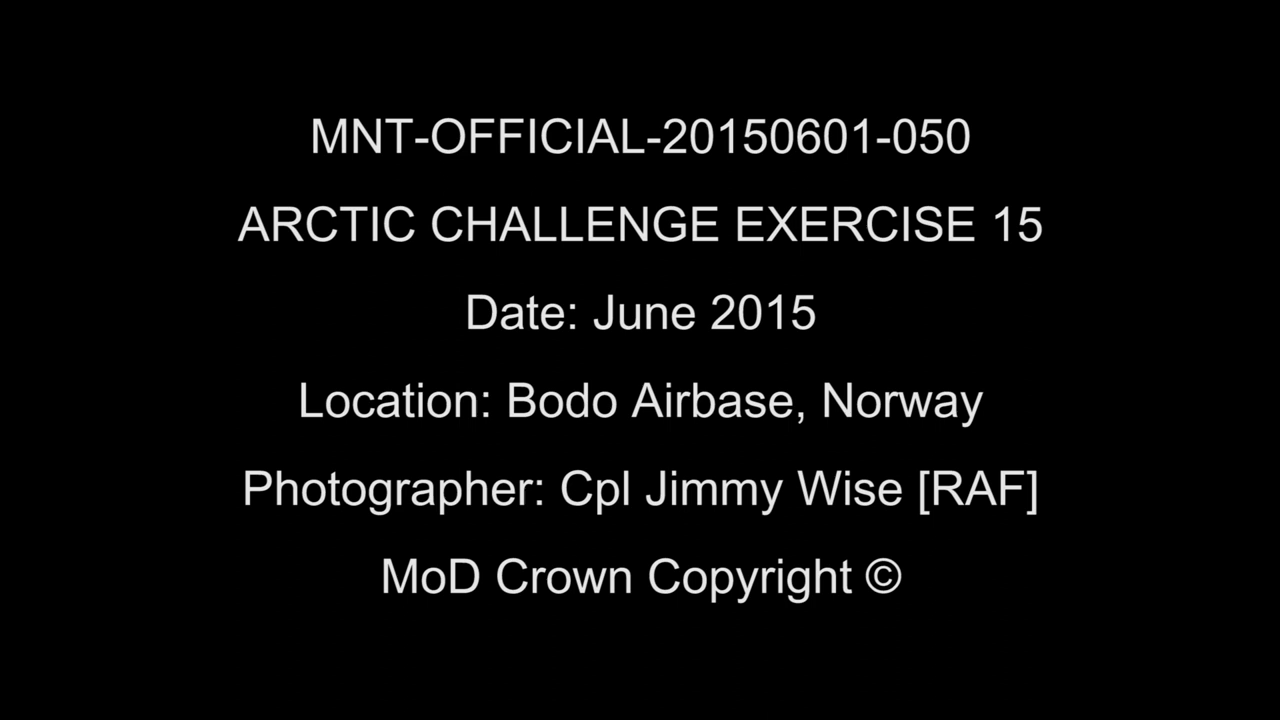 MNT-OFFICIAL-20150601-050
ARCTIC CHALLENGE EXERCISE 15
Date: June 2015
Location: Bodo Airbase, Norway
Photographer: Cpl Jimmy Wise [RAF]
MoD Crown Copyright ©